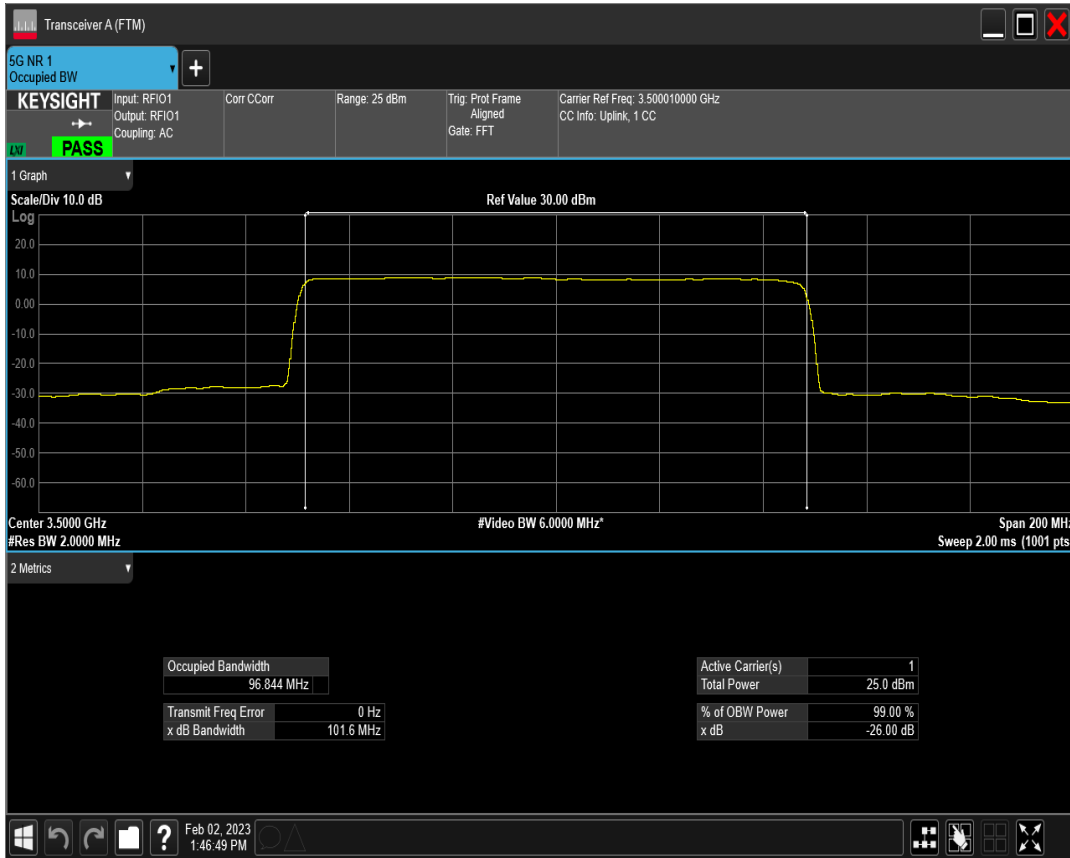 Transceiver A (FTM)
5G NR 1
Occupied BW
+
KEYSIGHT
LXI
PASS
Input: RFIO1
Output: RFIO1
Coupling: AC
Corr CCorr
Range: 25 dBm
Trig: Prot Frame
Aligned
Gate: FFT
Carrier Ref Freq: 3.500010000 GHz
CC Info: Uplink, 1 CC
1 Graph
Scale/Div 10.0 dB
Ref Value 30.00 dBm
Log
20.0
10.0
0.00
-10.0
-20.0
-30.0
-40.0
-50.0
-60.0
Center 3.5000 GHz
#Video BW 6.0000 MHz*
Span 200 MHz
#Res BW 2.0000 MHz
Sweep 2.00 ms (1001 pts
2 Metrics
Occupied Bandwidth
96.844 MHz
Transmit Freq Error 0 Hz
x dB Bandwidth 101.6 MHz
Active Carrier(s) 1
Total Power 25.0 dBm
% of OBW Power 99.00 %
x dB -26.00 dB
?
Feb 02, 2023
1:46:49 PM